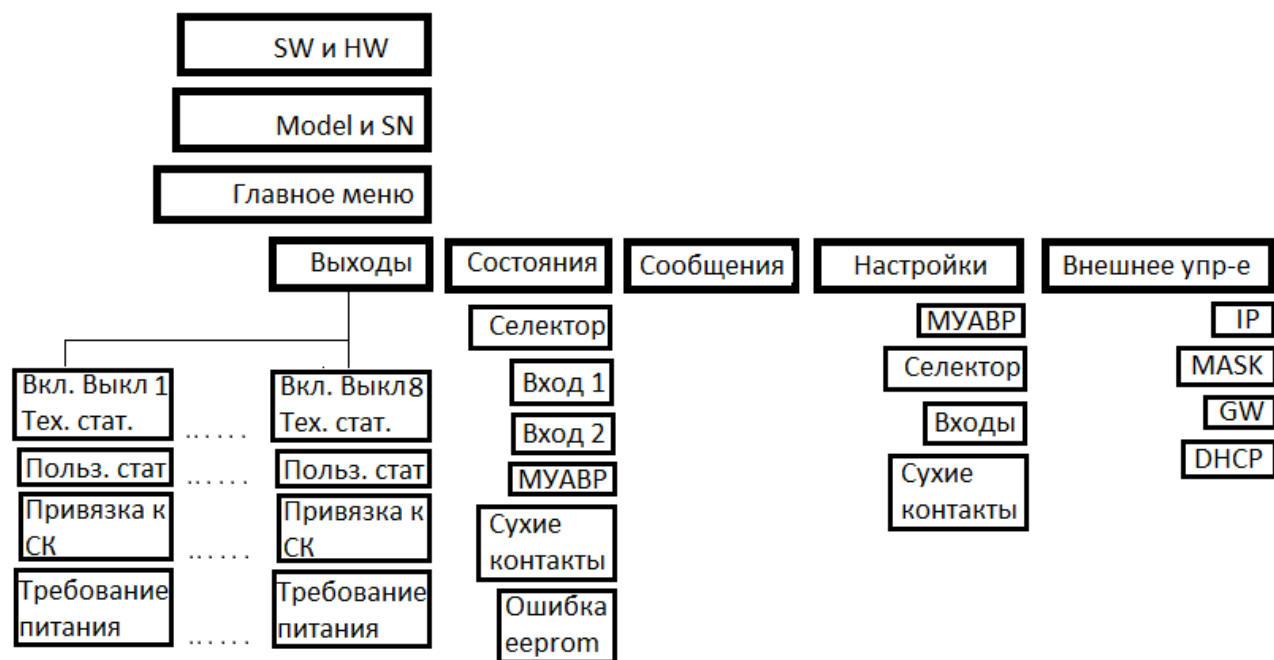 SW и HW
Model и SN
Главное меню
Выходы
Состояния
Сообщения
Настройки
Внешнее упр-е
Вкл. Выкл 1
Тех. стат.
......
Вкл. Выкл 8
Тех. стат.
Польз. стат
......
Польз. стат
Привязка к
СК
......
Привязка к
СК
Требование
питания
......
Требование
питания
Селектор
Вход 1
Вход 2
МУАВР
Сухие
контакты
Ошибка
eeprom
МУАВР
Селектор
Входы
Сухие
контакты
IP
MASK
GW
DHCP